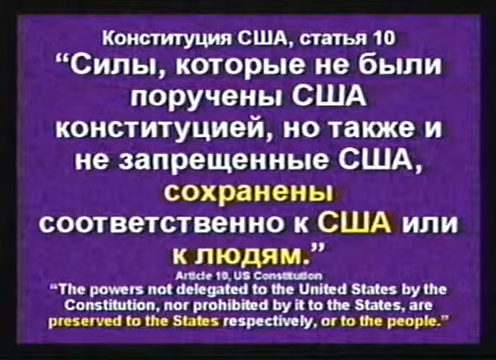 Конституция США, статья 10
“Силы, которые не были
поручены США
конституцией, но также и
не запрещенные США,
сохранены
соответственно к США или
к людям.”
Article 10, US Constitution
“The powers not delegated to the United States by the
Constitution, nor prohibited by it to the States, are
preserved to the States respectively, or to the people.”